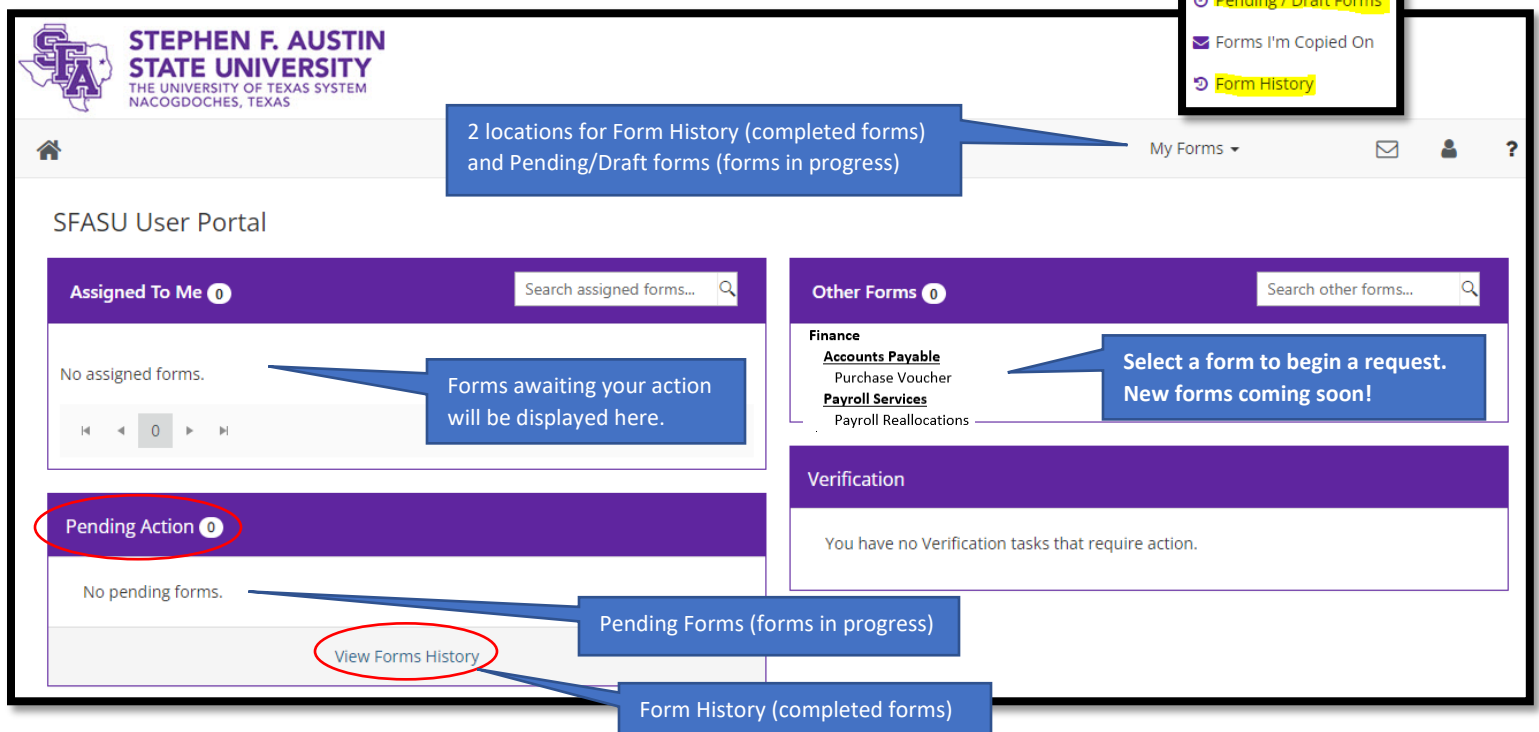 Pending / Draft Forms
Forms I'm Copied On
Form History
SFA
STEPHEN F. AUSTIN
STATE UNIVERSITY
THE UNIVERSITY OF TEXAS SYSTEM
NACOGDOCHES, TEXAS
2 locations for Form History (completed forms)
and Pending/Draft forms (forms in progress)
My Forms
?
SFASU User Portal
Assigned To Me 0
Search assigned forms...
No assigned forms.
0
Forms awaiting your action
will be displayed here.
Other Forms 0
Search other forms...
Finance
Accounts Payable
Purchase Voucher
Payroll Services
Payroll Reallocations
Select a form to begin a request.
New forms coming soon!
Pending Action 0
No pending forms.
Pending Forms (forms in progress)
View Forms History
Form History (completed forms)
Verification
You have no Verification tasks that require action.